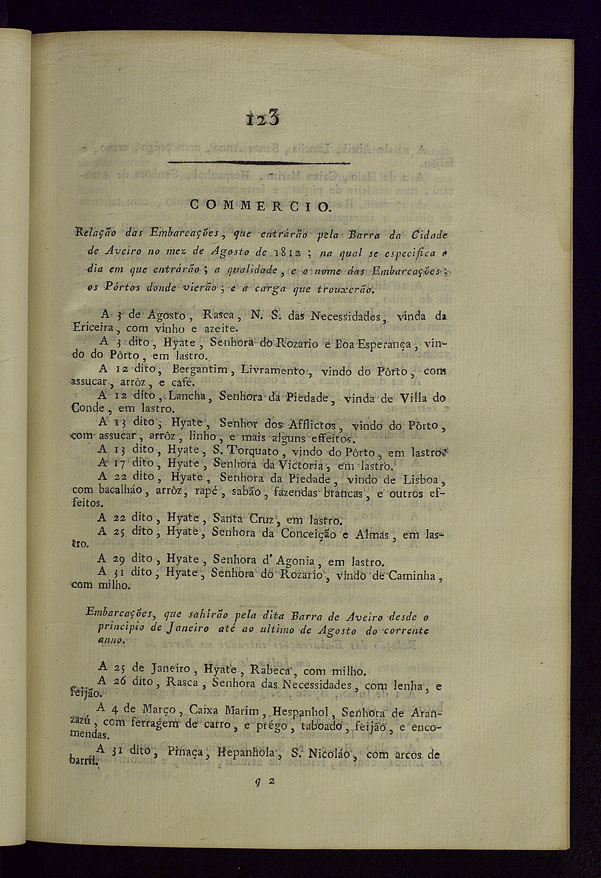 123
COMMERCIO.
Relação das Embarcações, que entrárão pela Barra da Cidade
de Aveiro no mez de Agosto de 1812; na qual se especifica o
dia em que entrárão; a qualidade, e o nome das Embarcações;
os Pórtos donde vierão; e a carga que trouxerão.
A 3 de Agosto, Rasca, N. S. das Necessidades, vinda da
Ericeira, com vinho e azeite.
A 3 dito, Hyate, Senhora do Rozario e Boa Esperança, vin-
do do Pôrto, em lastro.
A 12 dito, Bergantim, Livramento, vindo do Pôrto, com
assucar, arrôz, e café.
A 12 dito, Lancha, Senhora da Piedade, vinda de Villa do
Conde, em lastro.
A 13 dito, Hyate, Senhor dos Afflictos, vindo do Pôrto,
com assucar, arrôz, linho, e mais alguns effeitos.
A 13 dito, Hyate, S. Torquato, vindo do Pôrto, em lastro.
A 17 dito, Hyate, Senhora da Victoria, em lastro.
A 22 dito, Hyate, Senhora da Piedade, vindo de Lisboa,
com bacalháo, arrôz, rapé, sabão, fazendas brancas, e outros ef-
feitos.
A 22 dito, Hyate, Santa Cruz, em lastro.
A 25 dito, Hyate, Senhora da Conceição e Almas, em las-
tro.
A 29 dito, Hyate, Senhora d'Agonia, em lastro.
A 31 dito, Hyate, Senhora do Rozario, vindo de Caminha,
com milho.
Embarcações, que sahírão pela dita Barra de Aveiro desde o
principio de Janeiro até ao ultimo de Agosto do corrente
anno.
A 25 de Janeiro, Hyate, Rabeca, com milho.
A 26 dito, Rasca, Senhora das Necessidades, com lenha, e
feijão.
A 4 de Março, Caixa Marim, Hespanhol, Senhora de Aran-
zazú, com ferragem de carro, e prégo, taboado, feijão, e enco-
mendas.
A 31 dito, Pinaça, Hepanhola, S. Nicoláo, com arcos de
barril.
q 2